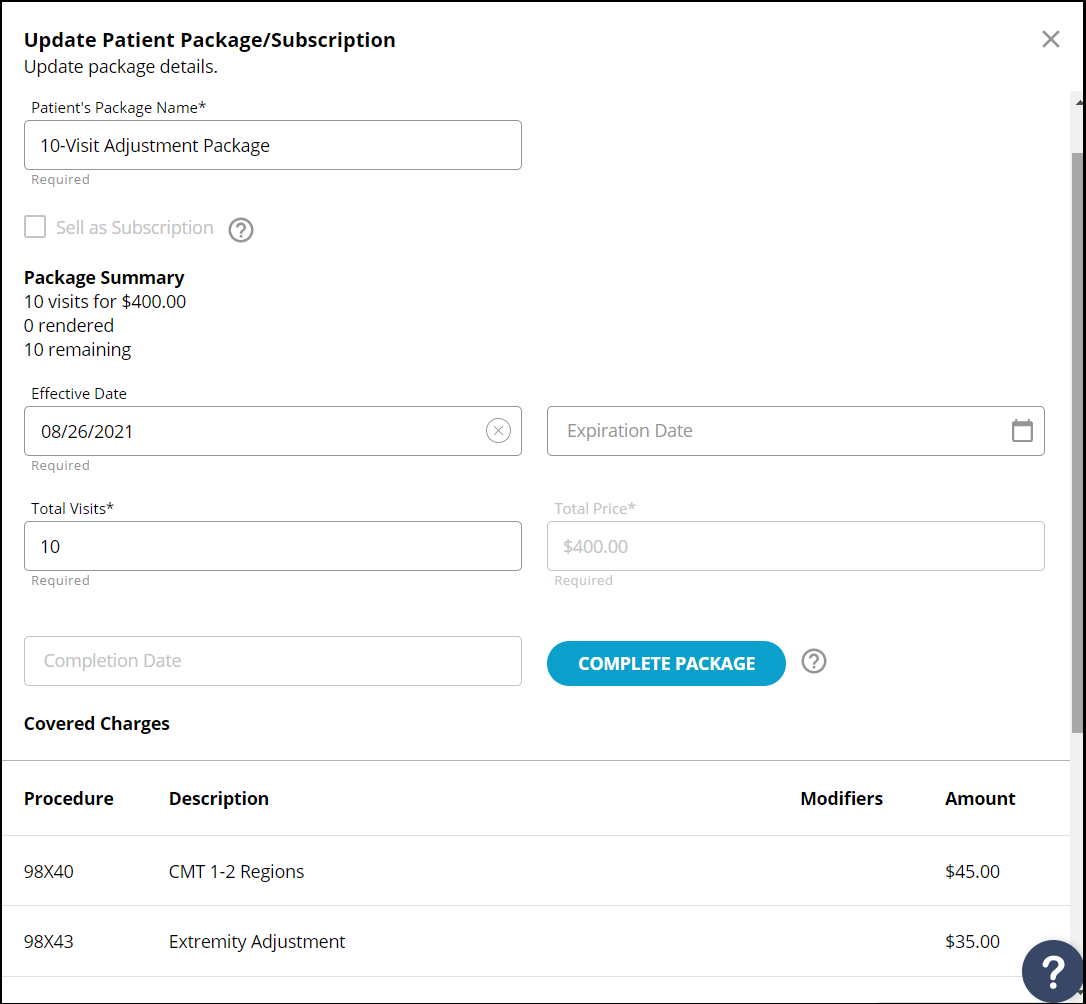 Update Patient Package/Subscription
Update package details.
Patient's Package Name*
10-Visit Adjustment Package
Required
Sell as Subscription ?
Package Summary
10 visits for $400.00
0 rendered
10 remaining
Effective Date
08/26/2021 Expiration Date
Required
Total Visits* Total Price*
10 $400.00
Required Required
Completion Date COMPLETE PACKAGE ?
Covered Charges
Procedure Description Modifiers Amount
98X40 CMT 1-2 Regions $45.00
98X43 Extremity Adjustment $35.00
?